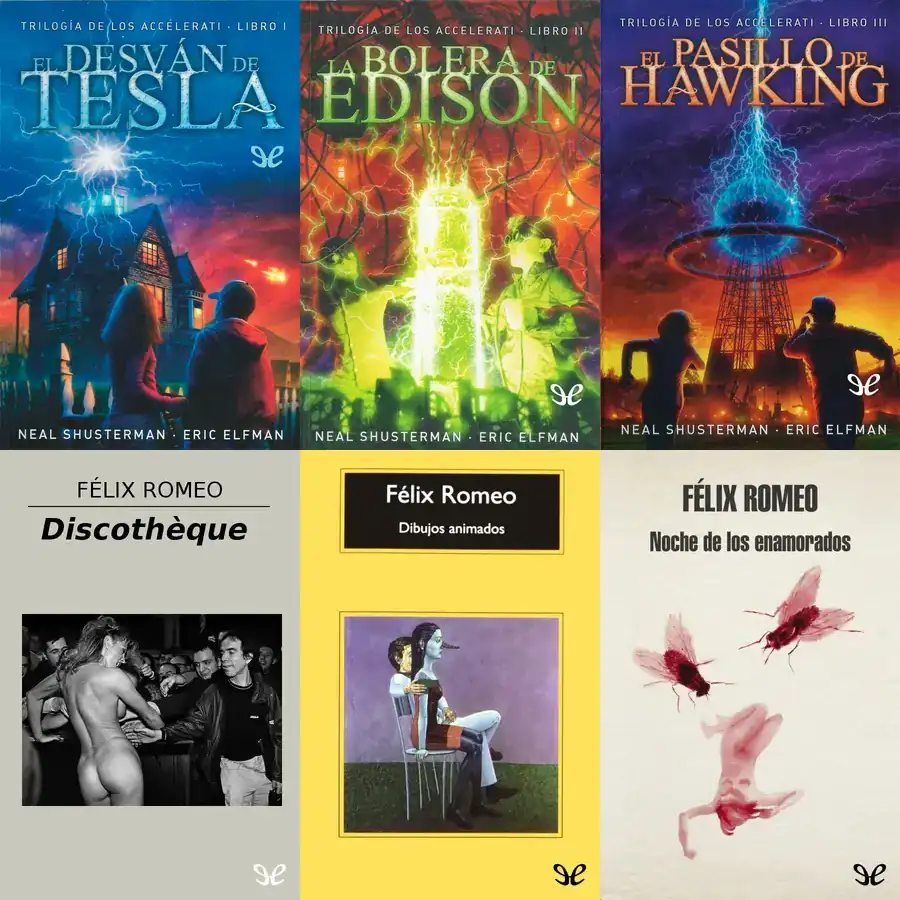 TRILOGÍA DE LOS ACCELERATI · LIBRO I
EL DESVÁN DE
TESLA
NEAL SHUSTERMAN · ERIC ELFMAN
TRILOGÍA DE LOS ACCELERATI · LIBRO II
LA BOLERA DE
EDISON
NEAL SHUSTERMAN · ERIC ELFMAN
TRILOGÍA DE LOS ACCELERATI · LIBRO III
EL PASILLO DE
HAWKING
NEAL SHUSTERMAN · ERIC ELFMAN
FÉLIX ROMEO
Discothèque
Félix Romeo
Dibujos animados
FÉLIX ROMEO
Noche de los enamorados